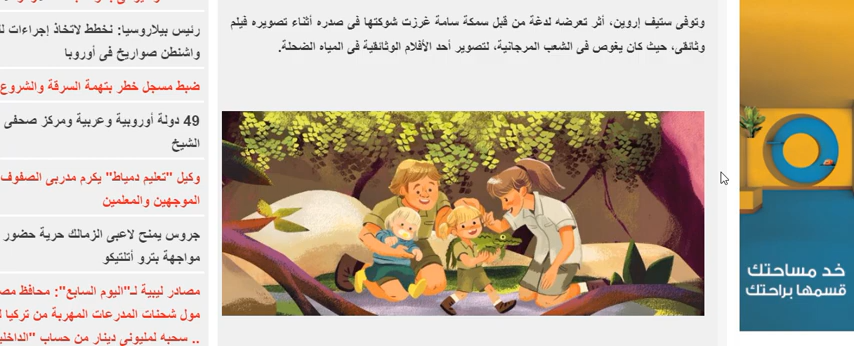 وتوفى ستيف إروين، أثر تعرضه لدغة من قبل سمكة سامة غرزت شوكتها فى صدره أثناء تصويره فيلم
وثائقى، حيث كان يغوص فى الشعب المرجانية، لتصوير أحد الأفلام الوثائقية فى المياه الضحلة.
خد مساحتك
قسمها براحتك
رئيس بيلاروسيا: نخطط لاتخاذ إجراءات
واشنطن صواريخ فى أوروبا
ضبط مسجل خطر بتهمة السرقة والشروع
49 دولة أوروبية وعربية ومركز صحفى
الشيخ
وكيل "تعليم دمياط" يكرم مدربى الصفوف
الموجهين والمعلمين
جروس يمنح لاعبى الزمالك حرية حضور
مواجهة بترو أتلتيكو
مصادر ليبية لـ"اليوم السابع": محافظ
مول شحنات المدرعات المهربة من تركيا
.. سحبه لمليونى دينار من حساب